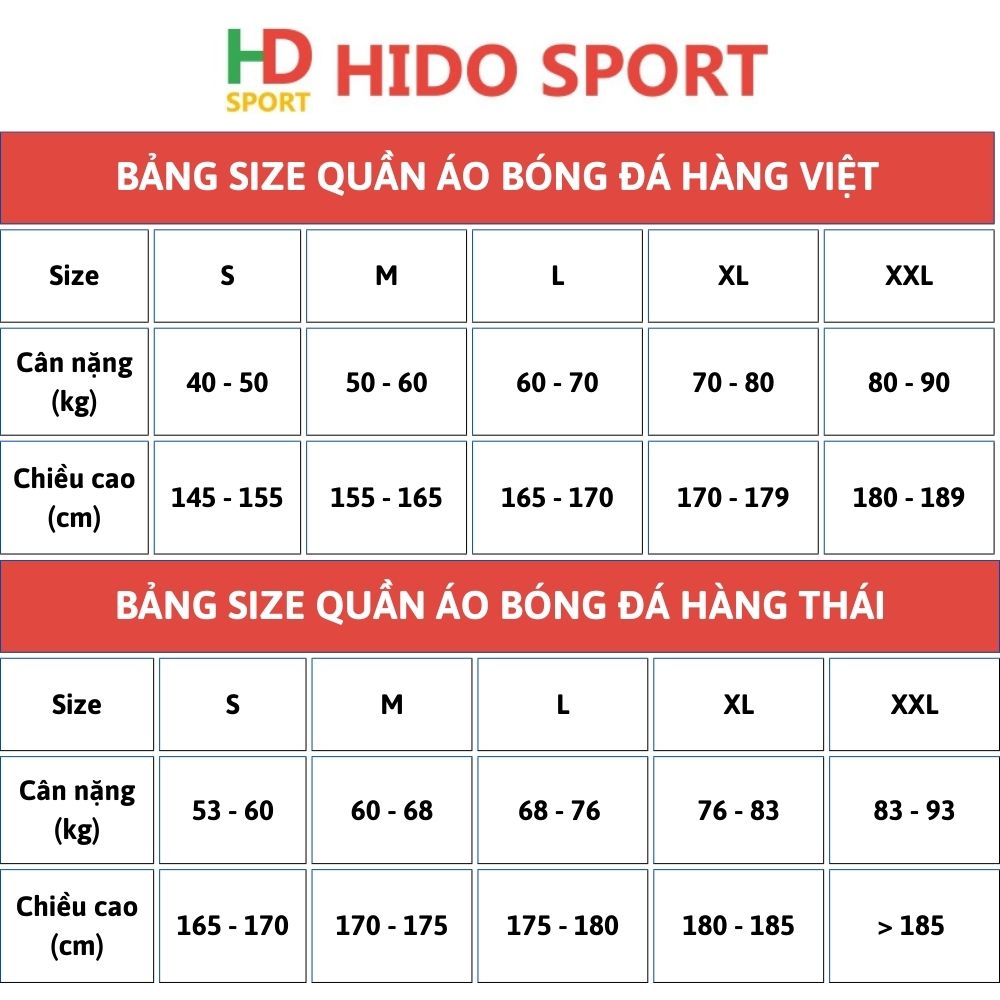 HD
SPORT
HIDO SPORT
BẢNG SIZE QUẦN ÁO BÓNG ĐÁ HÀNG VIỆT
Size S M L XL XXL
Cân nặng
(kg) 40 - 50 50 - 60 60 - 70 70 - 80 80 - 90
Chiều cao
(cm) 145 - 155 155 - 165 165 - 170 170 - 179 180 - 189
BẢNG SIZE QUẦN ÁO BÓNG ĐÁ HÀNG THÁI
Size S M L XL XXL
Cân nặng
(kg) 53 - 60 60 - 68 68 - 76 76 - 83 83 - 93
Chiều cao
(cm) 165 - 170 170 - 175 175 - 180 180 - 185 > 185